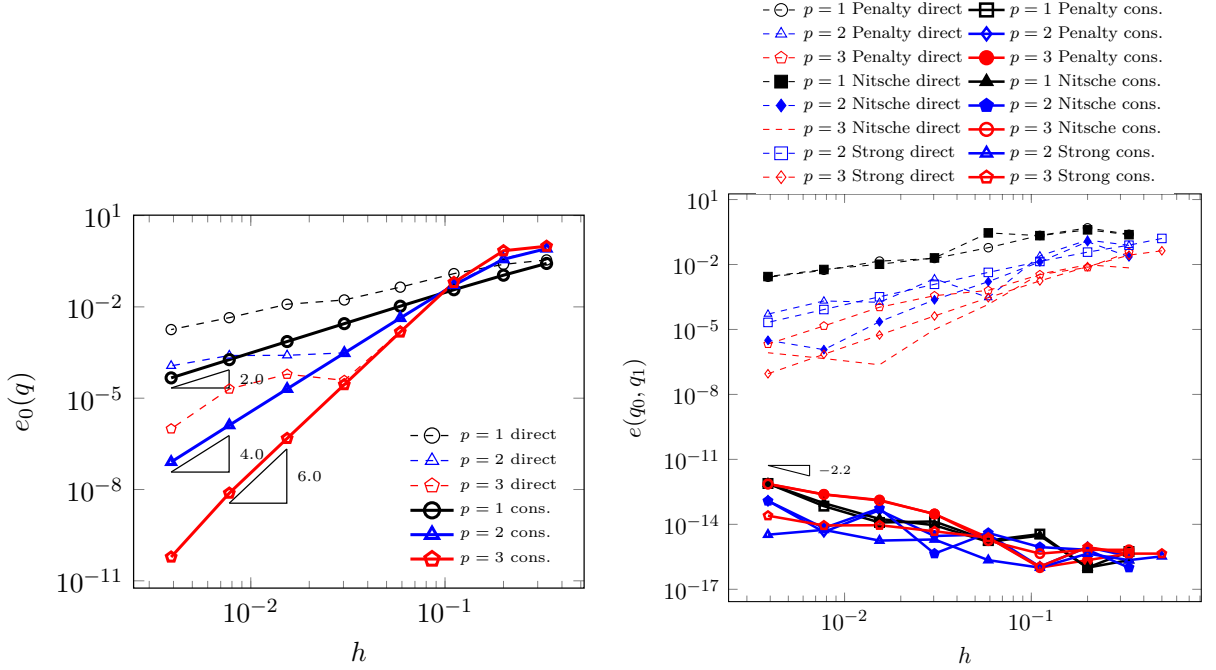 p = 1 Penalty direct p = 1 Penalty cons.
p = 2 Penalty direct p = 2 Penalty cons.
p = 3 Penalty direct p = 3 Penalty cons.
p = 1 Nitsche direct p = 1 Nitsche cons.
p = 2 Nitsche direct p = 2 Nitsche cons.
p = 3 Nitsche direct p = 3 Nitsche cons.
p = 2 Strong direct p = 2 Strong cons.
p = 3 Strong direct p = 3 Strong cons.
10^1
10^{-2}
10^{-5}
10^{-8}
10^{-11}
e_0(q)
2.0
4.0
6.0
p = 1 direct
p = 2 direct
p = 3 direct
p = 1 cons.
p = 2 cons.
p = 3 cons.
10^{-2} 10^{-1}
h
10^1
10^{-2}
10^{-5}
10^{-8}
10^{-11}
10^{-14}
10^{-17}
e(q_0, q_1)
−2.2
10^{-2} 10^{-1}
h